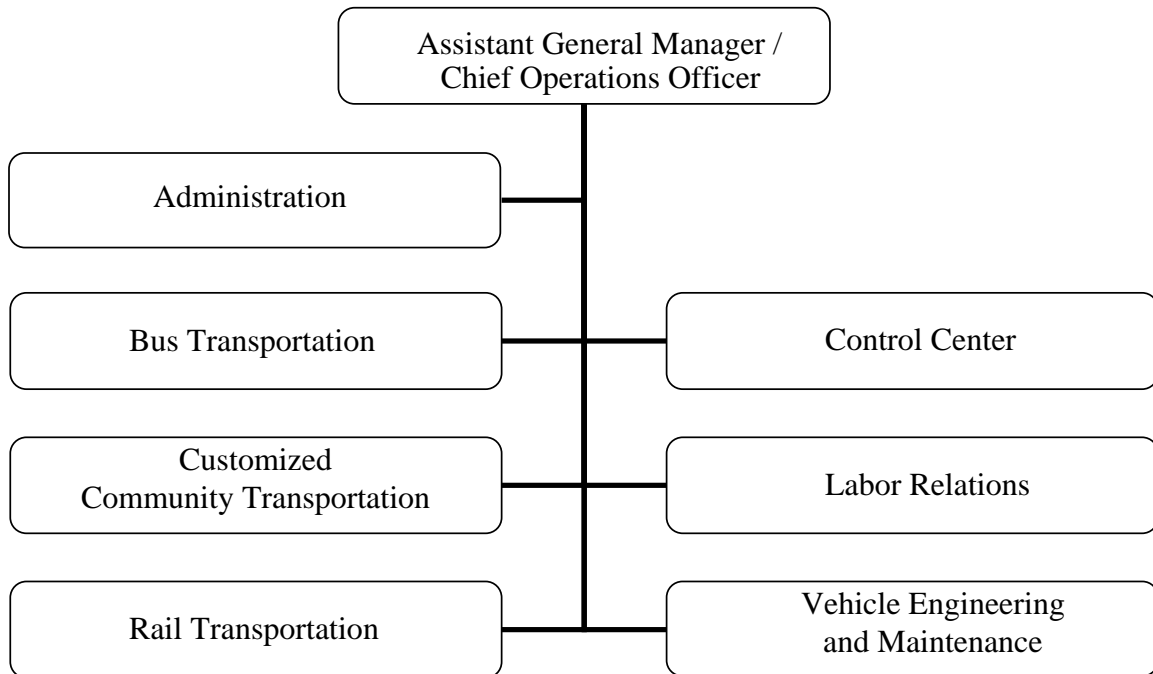 Assistant General Manager /
Chief Operations Officer
Administration
Bus Transportation
Control Center
Customized
Community Transportation
Labor Relations
Rail Transportation
Vehicle Engineering
and Maintenance